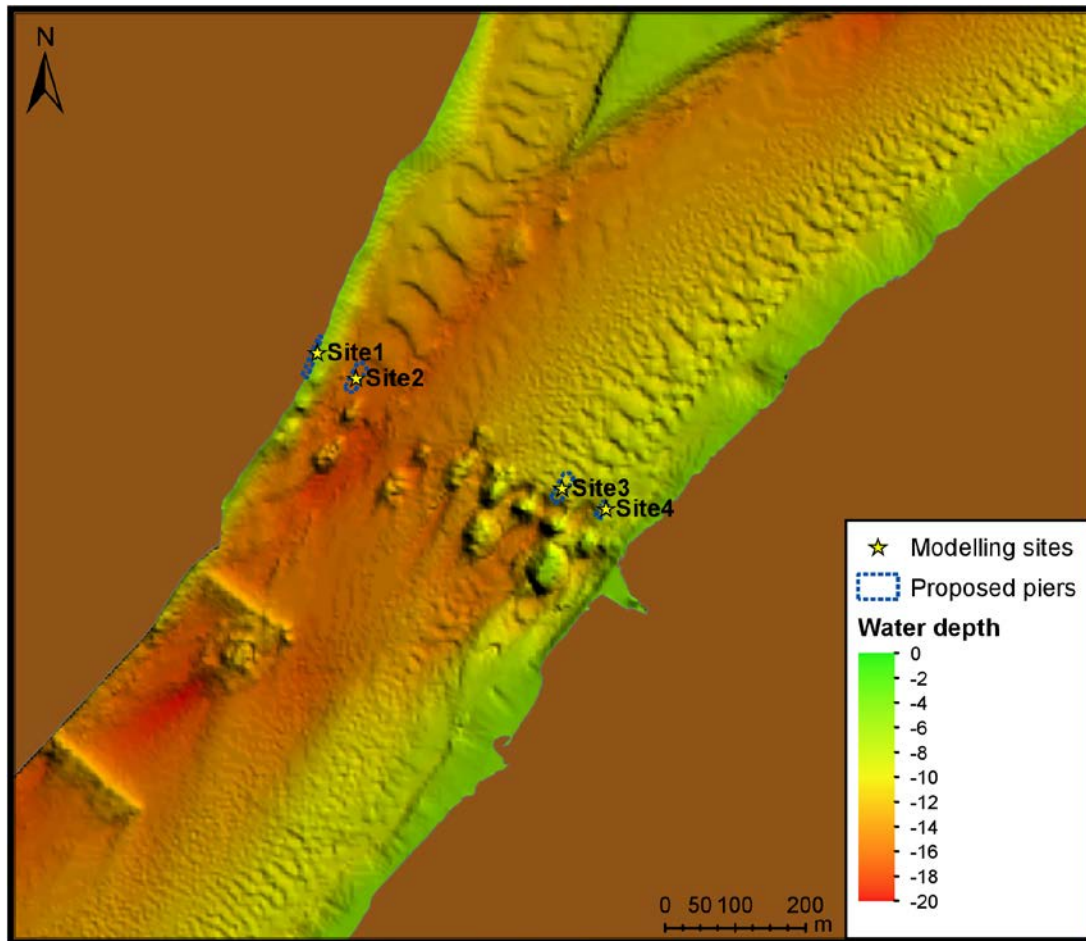 N
Site1
Site2
Site3
Site4
Modelling sites
Proposed piers
Water depth
0
-2
-4
-6
-8
-10
-12
-14
-16
-18
-20
0 50 100 200
m